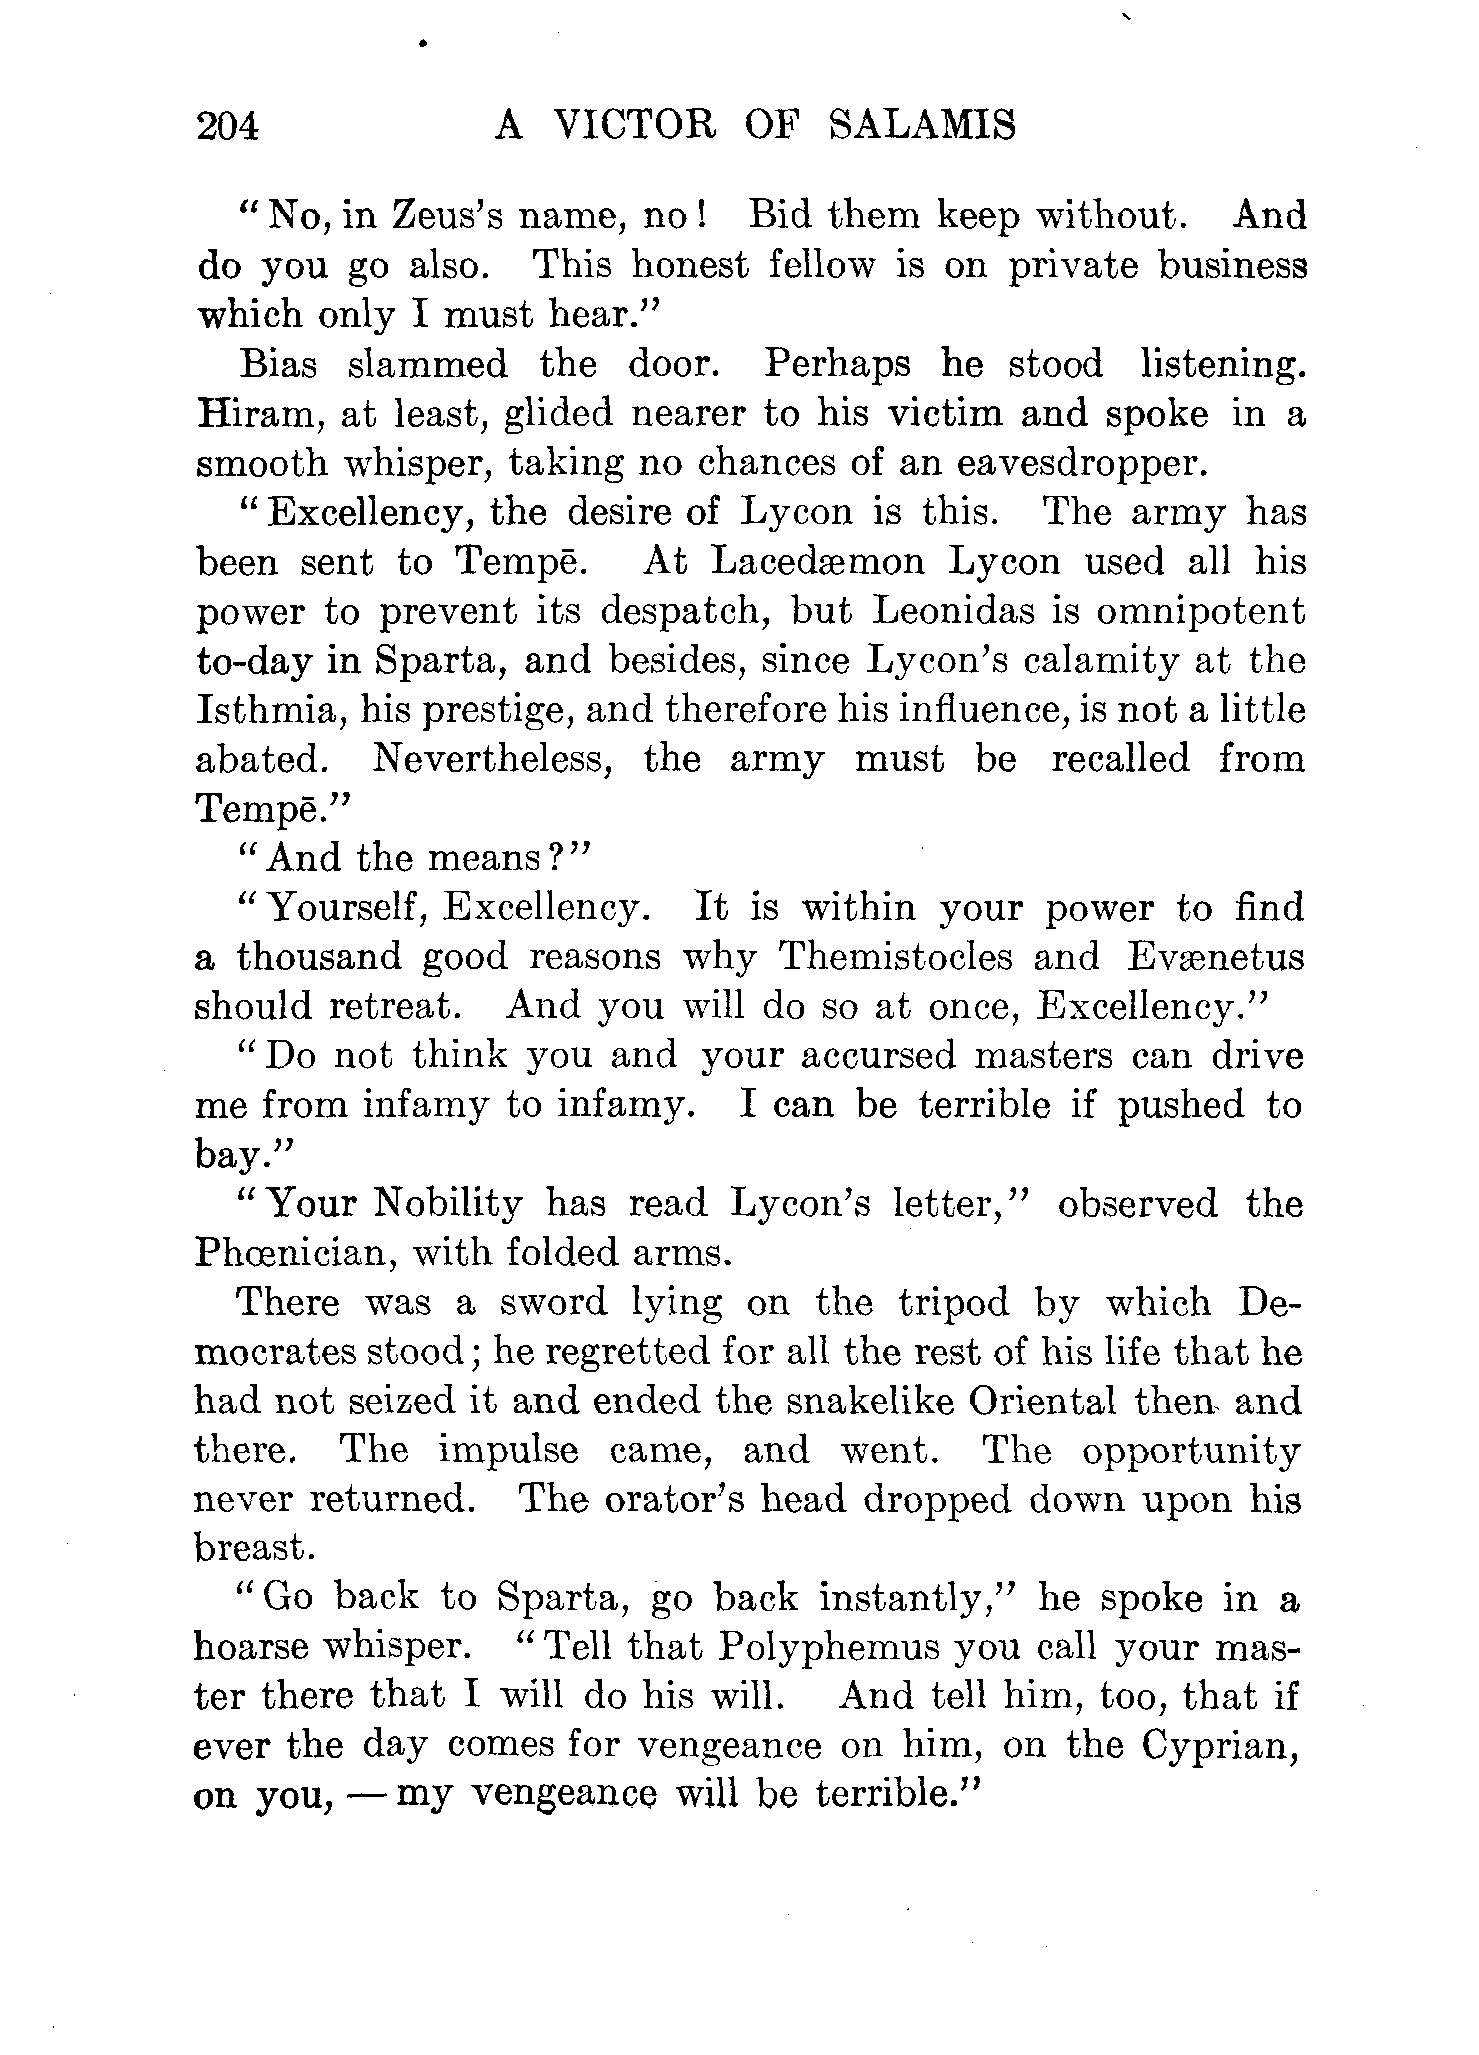 204 A VICTOR OF SALAMIS
“No, in Zeus’s name, no! Bid them keep without. And
do you go also. This honest fellow is on private business
which only I must hear.”
Bias slammed the door. Perhaps he stood listening.
Hiram, at least, glided nearer to his victim and spoke in a
smooth whisper, taking no chances of an eavesdropper.
“Excellency, the desire of Lycon is this. The army has
been sent to Tempē. At Lacedæmon Lycon used all his
power to prevent its despatch, but Leonidas is omnipotent
to-day in Sparta, and besides, since Lycon’s calamity at the
Isthmia, his prestige, and therefore his influence, is not a little
abated. Nevertheless, the army must be recalled from
Tempē.”
“And the means?”
“Yourself, Excellency. It is within your power to find
a thousand good reasons why Themistocles and Evænetus
should retreat. And you will do so at once, Excellency.”
“Do not think you and your accursed masters can drive
me from infamy to infamy. I can be terrible if pushed to
bay.”
“Your Nobility has read Lycon’s letter,” observed the
Phœnician, with folded arms.
There was a sword lying on the tripod by which De-
mocrates stood; he regretted for all the rest of his life that he
had not seized it and ended the snakelike Oriental then and
there. The impulse came, and went. The opportunity
never returned. The orator’s head dropped down upon his
breast.
“Go back to Sparta, go back instantly,” he spoke in a
hoarse whisper. “Tell that Polyphemus you call your mas-
ter there that I will do his will. And tell him, too, that if
ever the day comes for vengeance on him, on the Cyprian,
on you, — my vengeance will be terrible.”